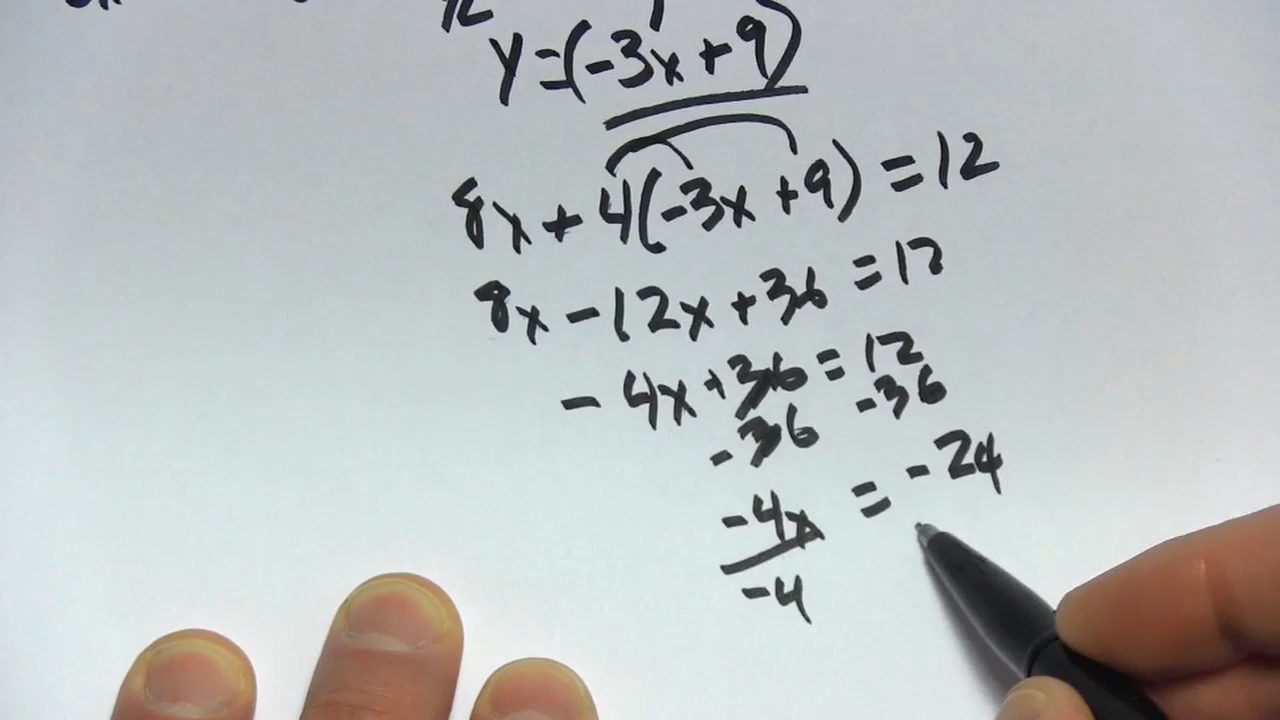 y=(-3x+9)
8x+4(-3x+9)=12
8x-12x+36=12
-4x+36=12
-36 -36
-4x=-24
-4